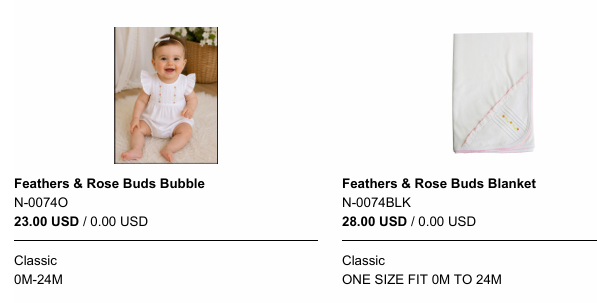 Feathers & Rose Buds Bubble
N-0074O
23.00 USD / 0.00 USD
Classic
0M-24M
Feathers & Rose Buds Blanket
N-0074BLK
28.00 USD / 0.00 USD
Classic
ONE SIZE FIT 0M TO 24M